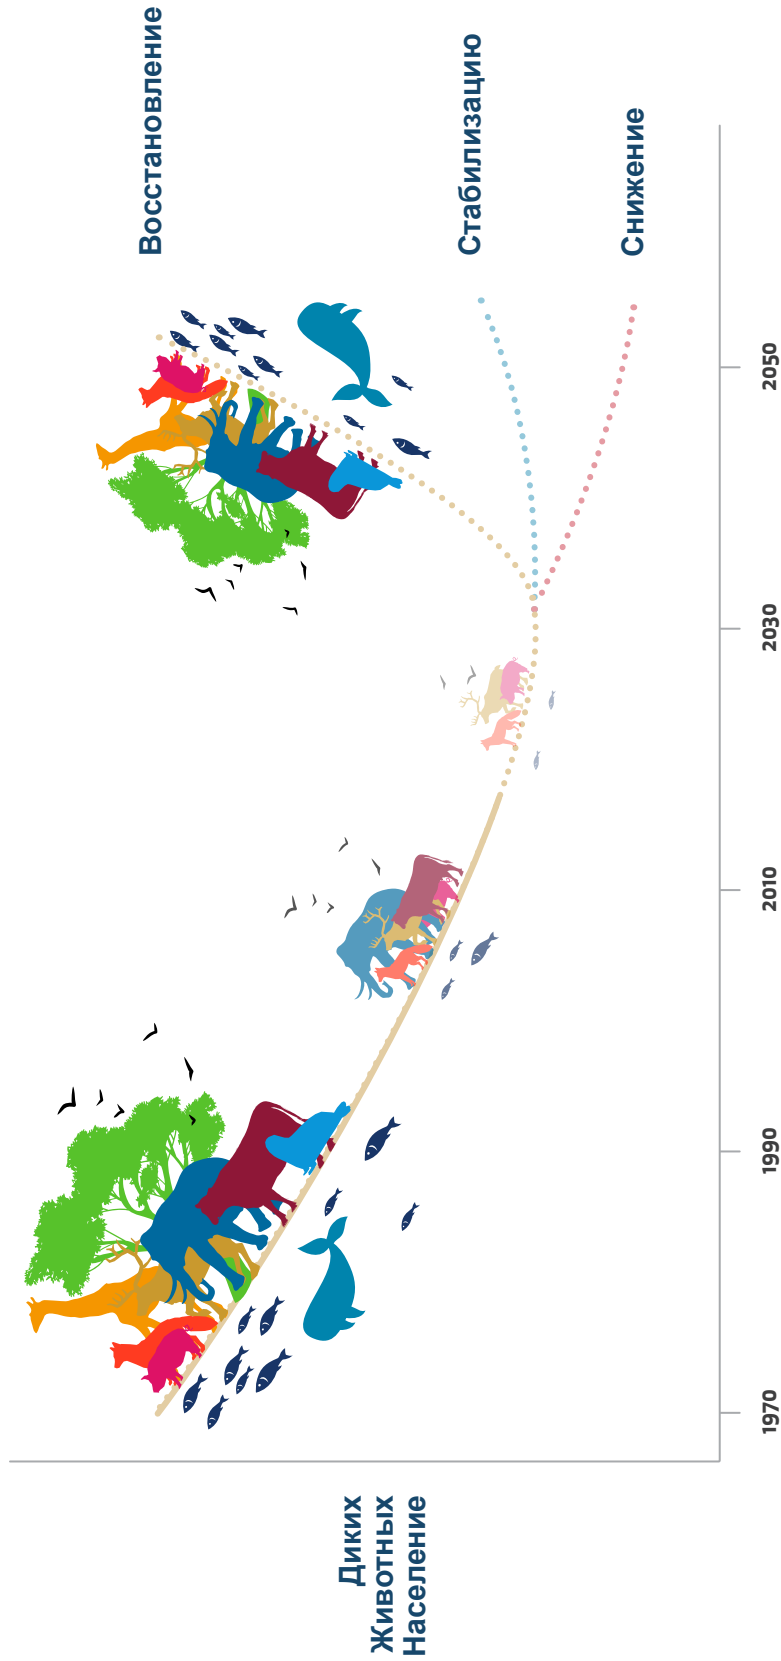 Восстановление
Стабилизацию
Снижение
Диких
Животных
Население
1970
1990
2010
2030
2050